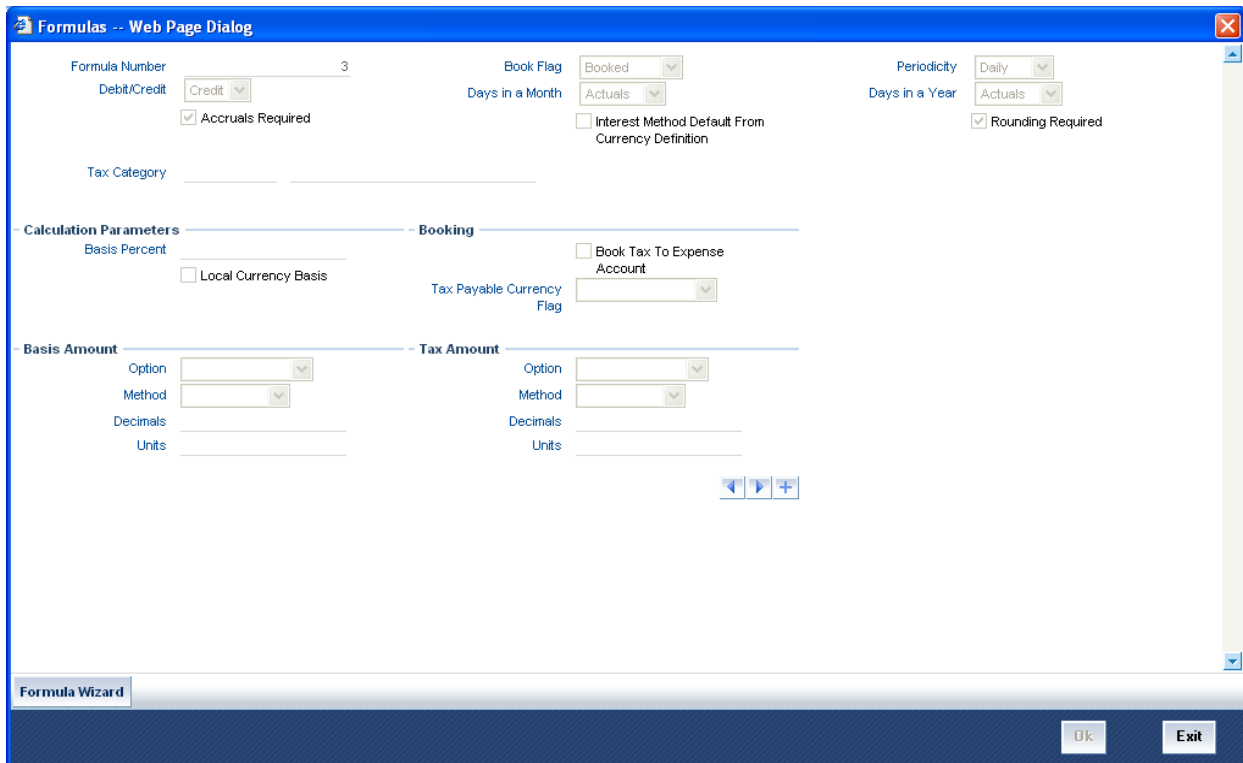 Formulas -- Web Page Dialog
Formula Number 3 Book Flag Booked Periodicity Daily
Debit/Credit Credit Days in a Month Actuals Days in a Year Actuals
Accruals Required Interest Method Default From Rounding Required
Currency Definition
Tax Category
Calculation Parameters Booking
Basis Percent Book Tax To Expense
Account
Local Currency Basis
Tax Payable Currency
Flag
Basis Amount Tax Amount
Option Option
Method Method
Decimals Decimals
Units Units
Formula Wizard
Ok Exit